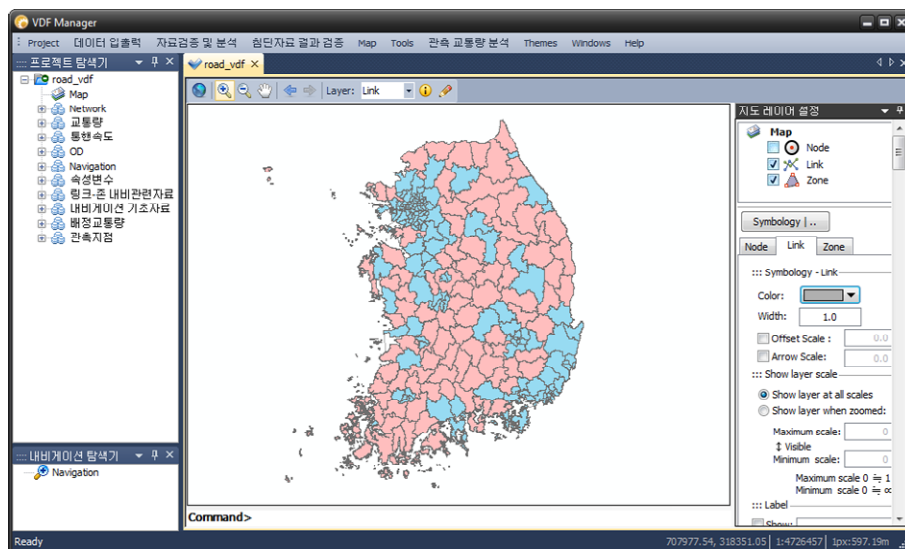 VDF Manager
Project 데이터 입출력 자료검증 및 분석 첨단자료 결과 검증 Map Tools 관측 교통량 분석 Themes Windows Help
프로젝트 탐색기
road_vdf
Map
Network
교통량
통행속도
OD
Navigation
속성변수
링크-존 내비관련자료
내비게이션 기초자료
배정교통량
관측지점
내비게이션 탐색기
Navigation
road_vdf
Layer: Link
Command>
지도 레이어 설정
Map
Node
Link
Zone
Symbology | ..
Node Link Zone
::: Symbology - Link
Color:
Width: 1.0
Offset Scale : 0.0
Arrow Scale: 0.0
::: Show layer scale
Show layer at all scales
Show layer when zoomed:
Maximum scale: 0
↕ Visible
Minimum scale: 0
Maximum scale 0 ≒ 1
Minimum scale 0 ≒ ∞
::: Label
Show:
Ready 707977.54, 318351.05 1:4726457 1px:597.19m